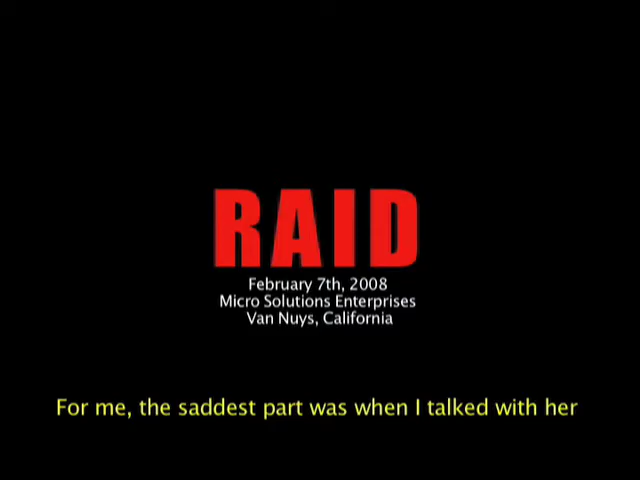 RAID
February 7th, 2008
Micro Solutions Enterprises
Van Nuys, California
For me, the saddest part was when I talked with her